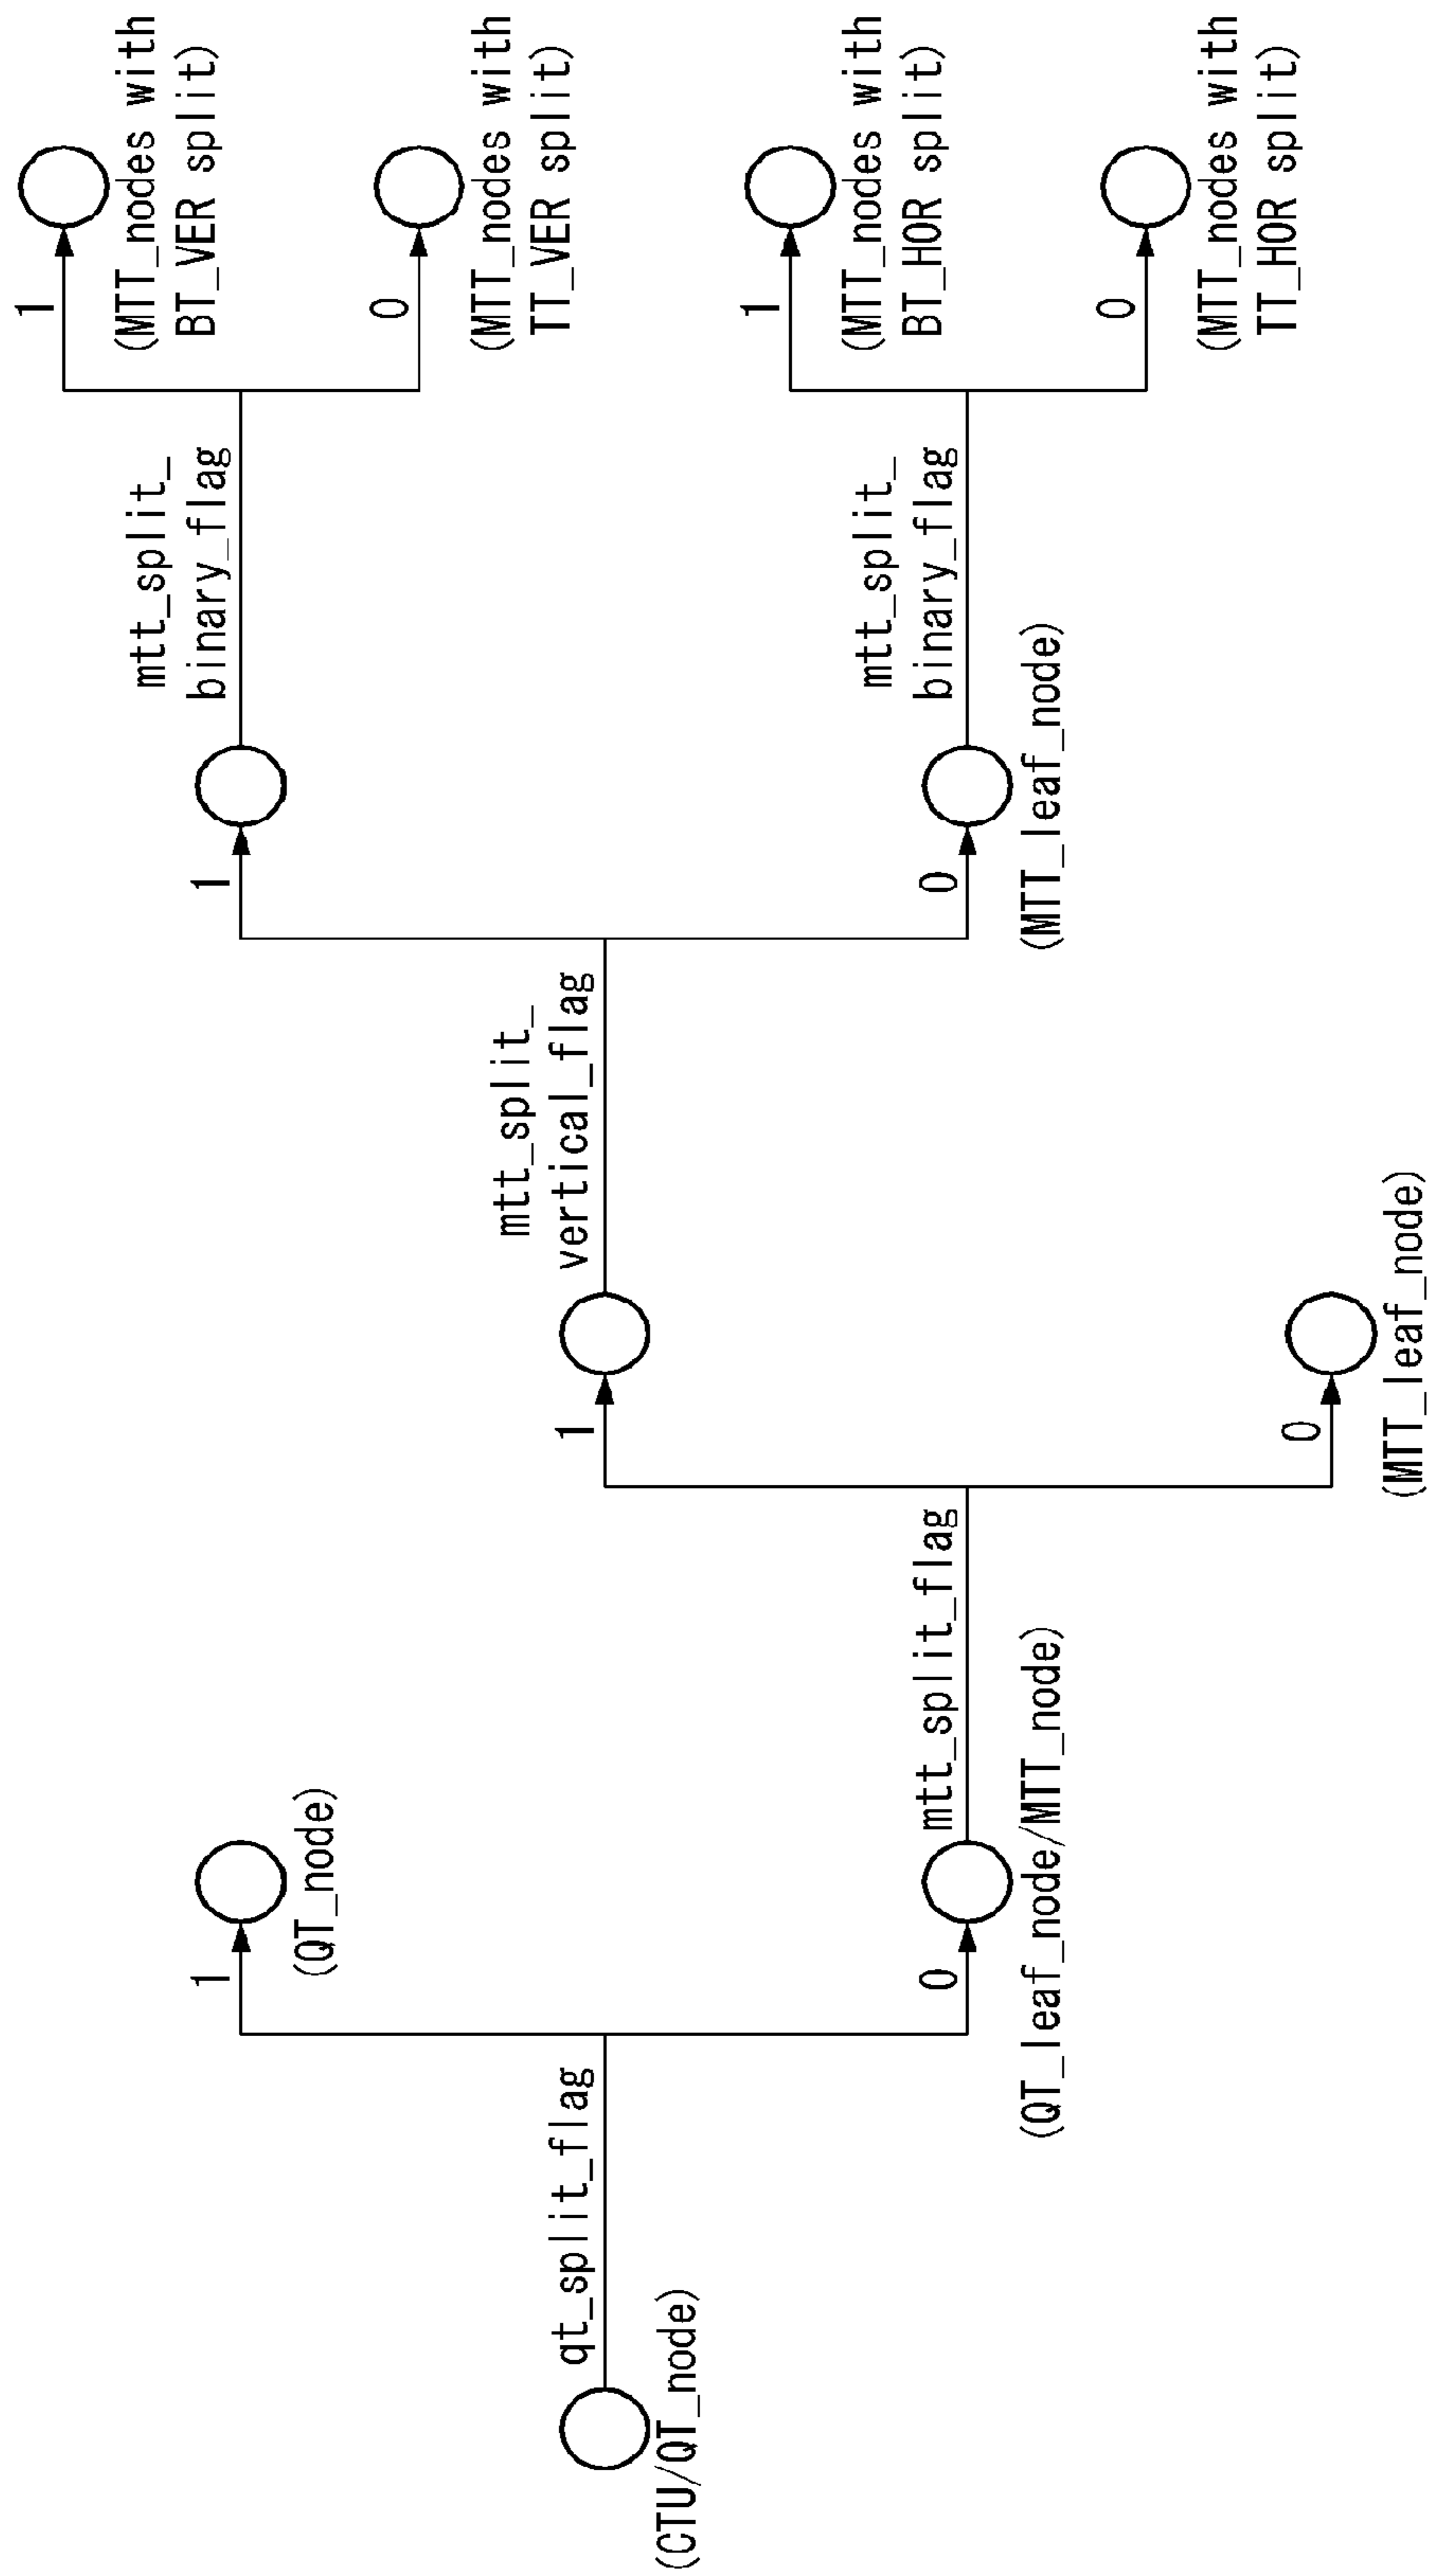 (CTU/QT_node)
qt_split_flag
1
(QT_node)
0
(QT_leaf_node/MTT_node)
mtt_split_flag
1
0
(MTT_leaf_node)
mtt_split_
vertical_flag
1
0
(MTT_leaf_node)
mtt_split_
binary_flag
1
(MTT_nodes with
BT_VER split)
0
(MTT_nodes with
TT_VER split)
mtt_split_
binary_flag
1
(MTT_nodes with
BT_HOR split)
0
(MTT_nodes with
TT_HOR split)